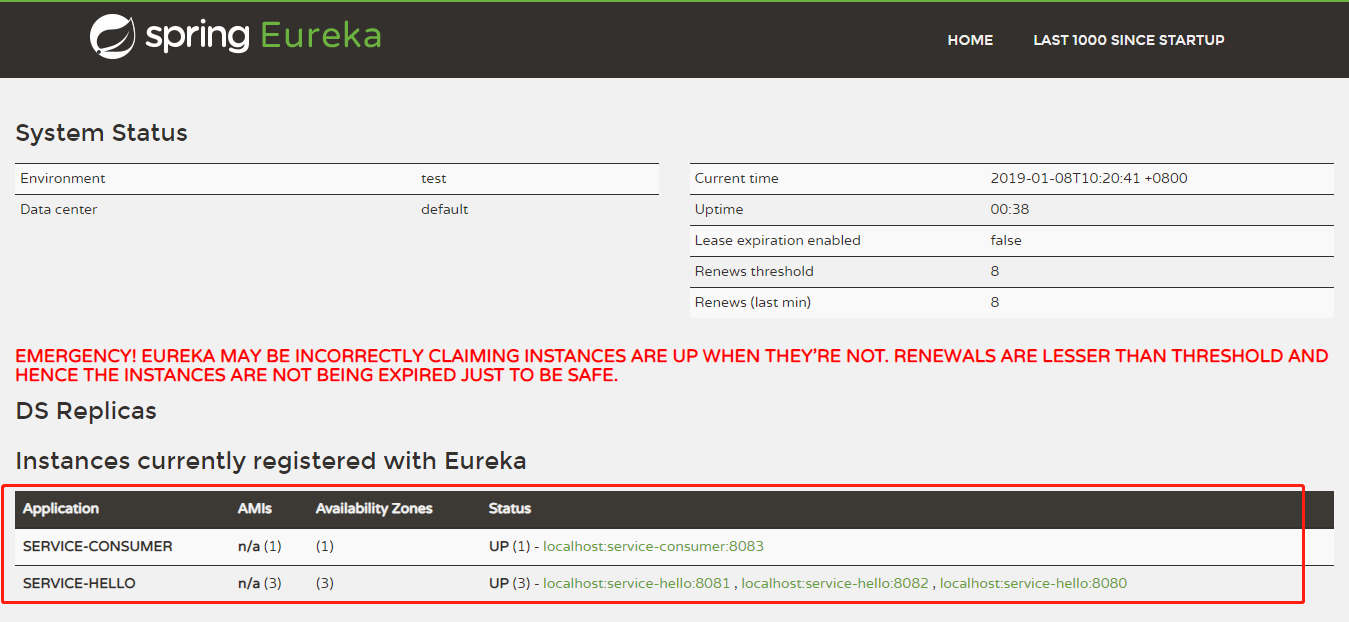 spring Eureka HOME LAST 1000 SINCE STARTUP
System Status
Environment test Current time 2019-01-08T10:20:41 +0800
Data center default Uptime 00:38
Lease expiration enabled false
Renews threshold 8
Renews (last min) 8
EMERGENCY! EUREKA MAY BE INCORRECTLY CLAIMING INSTANCES ARE UP WHEN THEY'RE NOT. RENEWALS ARE LESSER THAN THRESHOLD AND
HENCE THE INSTANCES ARE NOT BEING EXPIRED JUST TO BE SAFE.
DS Replicas
Instances currently registered with Eureka
Application AMIs Availability Zones Status
SERVICE-CONSUMER n/a (1) (1) UP (1) - localhost:service-consumer:8083
SERVICE-HELLO n/a (3) (3) UP (3) - localhost:service-hello:8081 , localhost:service-hello:8082 , localhost:service-hello:8080